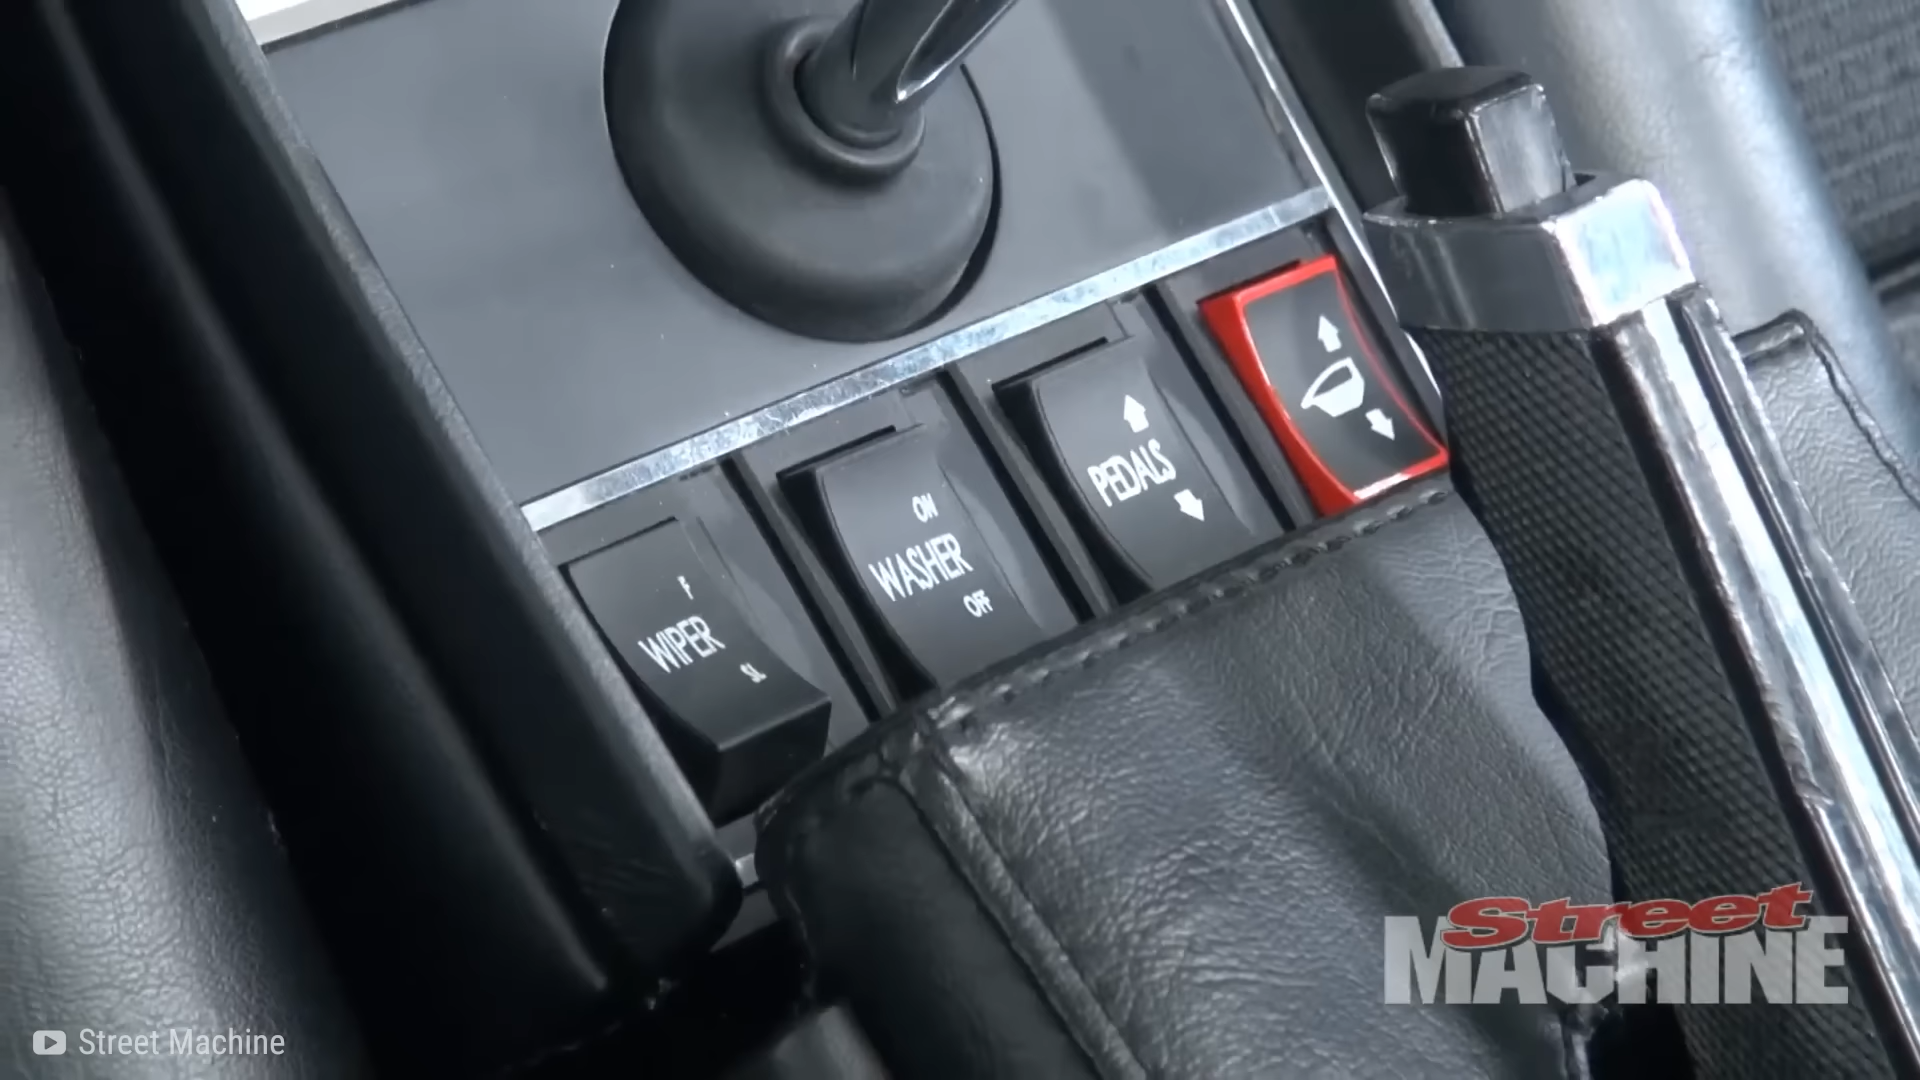 F
WIPER
SL
ON
WASHER
OFF
PEDALS
Street
MACHINE
Street Machine